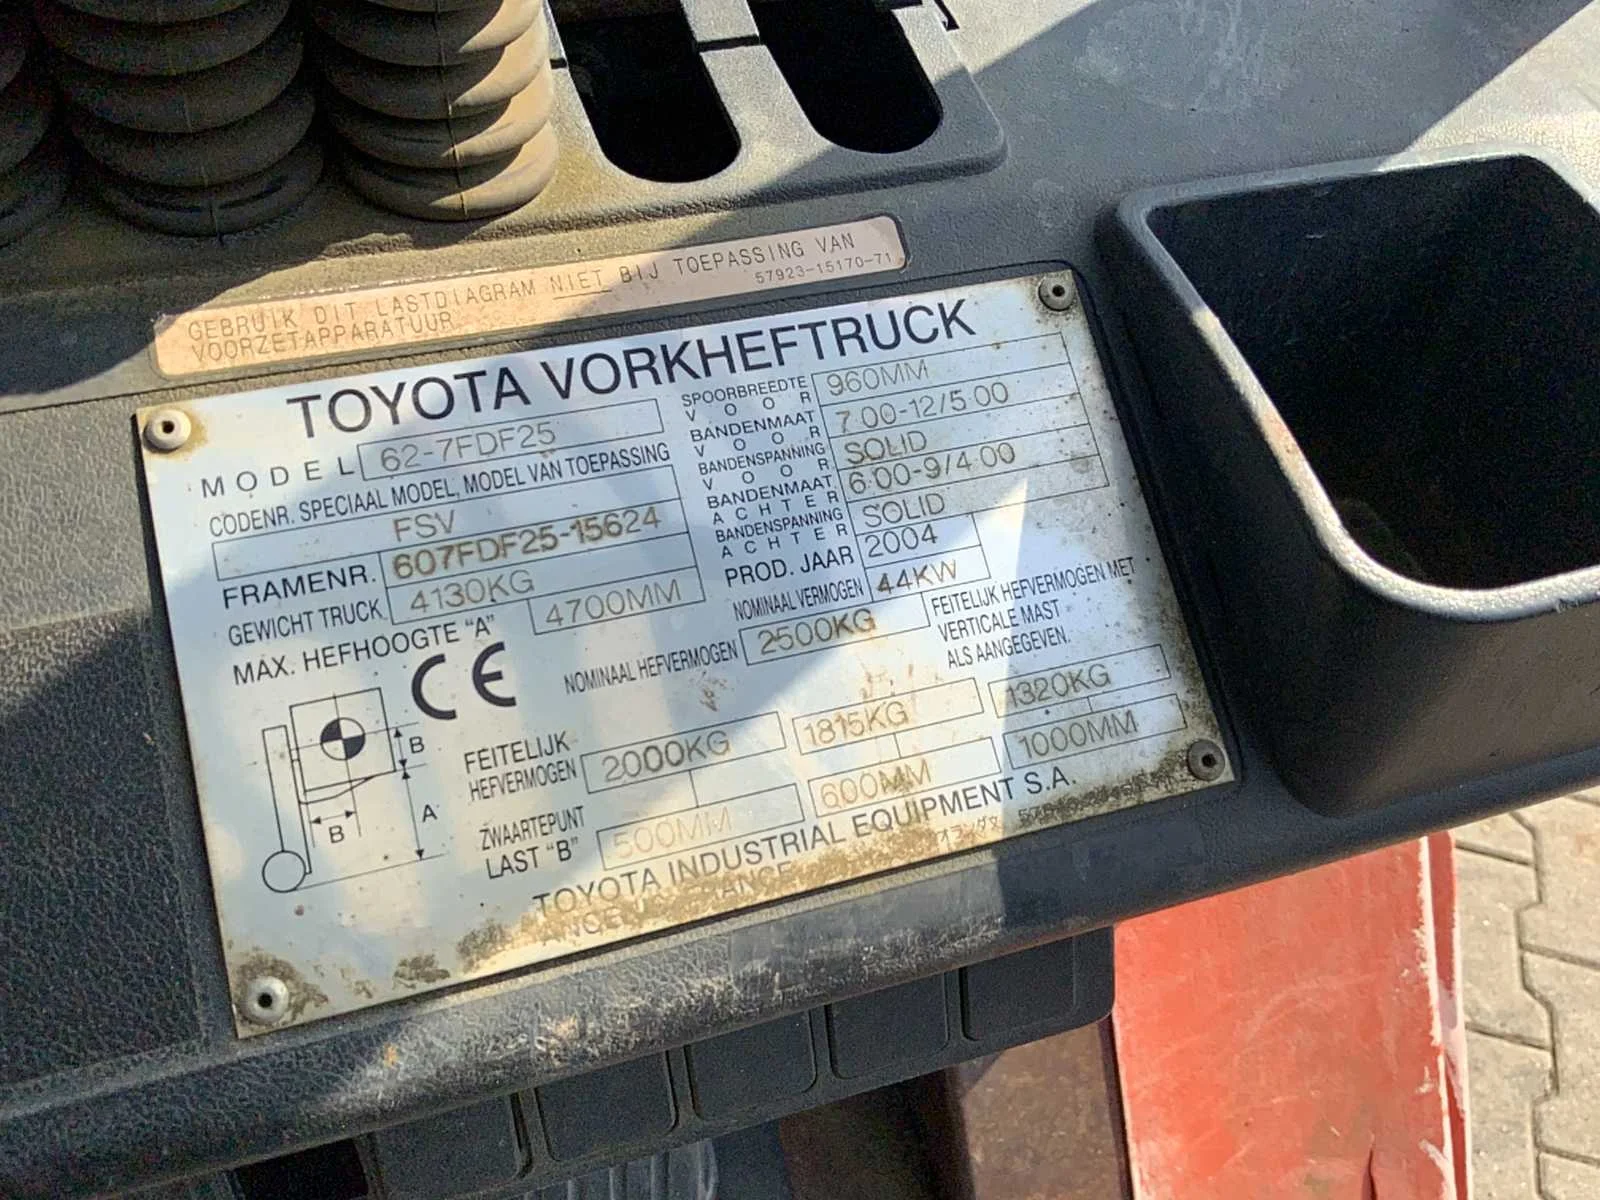 GEBRUIK DIT LASTDIAGRAM NIET BIJ TOEPASSING VAN
VOORZETAPPARATUUR
57923-15170-71
TOYOTA VORKHEFTRUCK
MODEL 62-7FDF25
CODENR. SPECIAAL MODEL, MODEL VAN TOEPASSING
FSV
FRAMENR. 607FDF25-15624
GEWICHT TRUCK 4130KG
MAX. HEFHOOGTE "A" 4700MM
SPOORBREEDTE
VOOR 960MM
BANDENMAAT
VOOR 7.00-12/5.00
BANDENSPANNING
VOOR SOLID
BANDENMAAT
ACHTER 6.00-9/4.00
BANDENSPANNING
ACHTER SOLID
PROD. JAAR 2004
NOMINAAL VERMOGEN 44KW
NOMINAAL HEFVERMOGEN 2500KG
FEITELIJK HEFVERMOGEN MET
VERTICALE MAST
ALS AANGEGEVEN.
CE
B
A
B
FEITELIJK
HEFVERMOGEN 2000KG 1815KG 1320KG
ZWAARTEPUNT
LAST "B" 500MM 600MM 1000MM
TOYOTA INDUSTRIAL EQUIPMENT S.A.